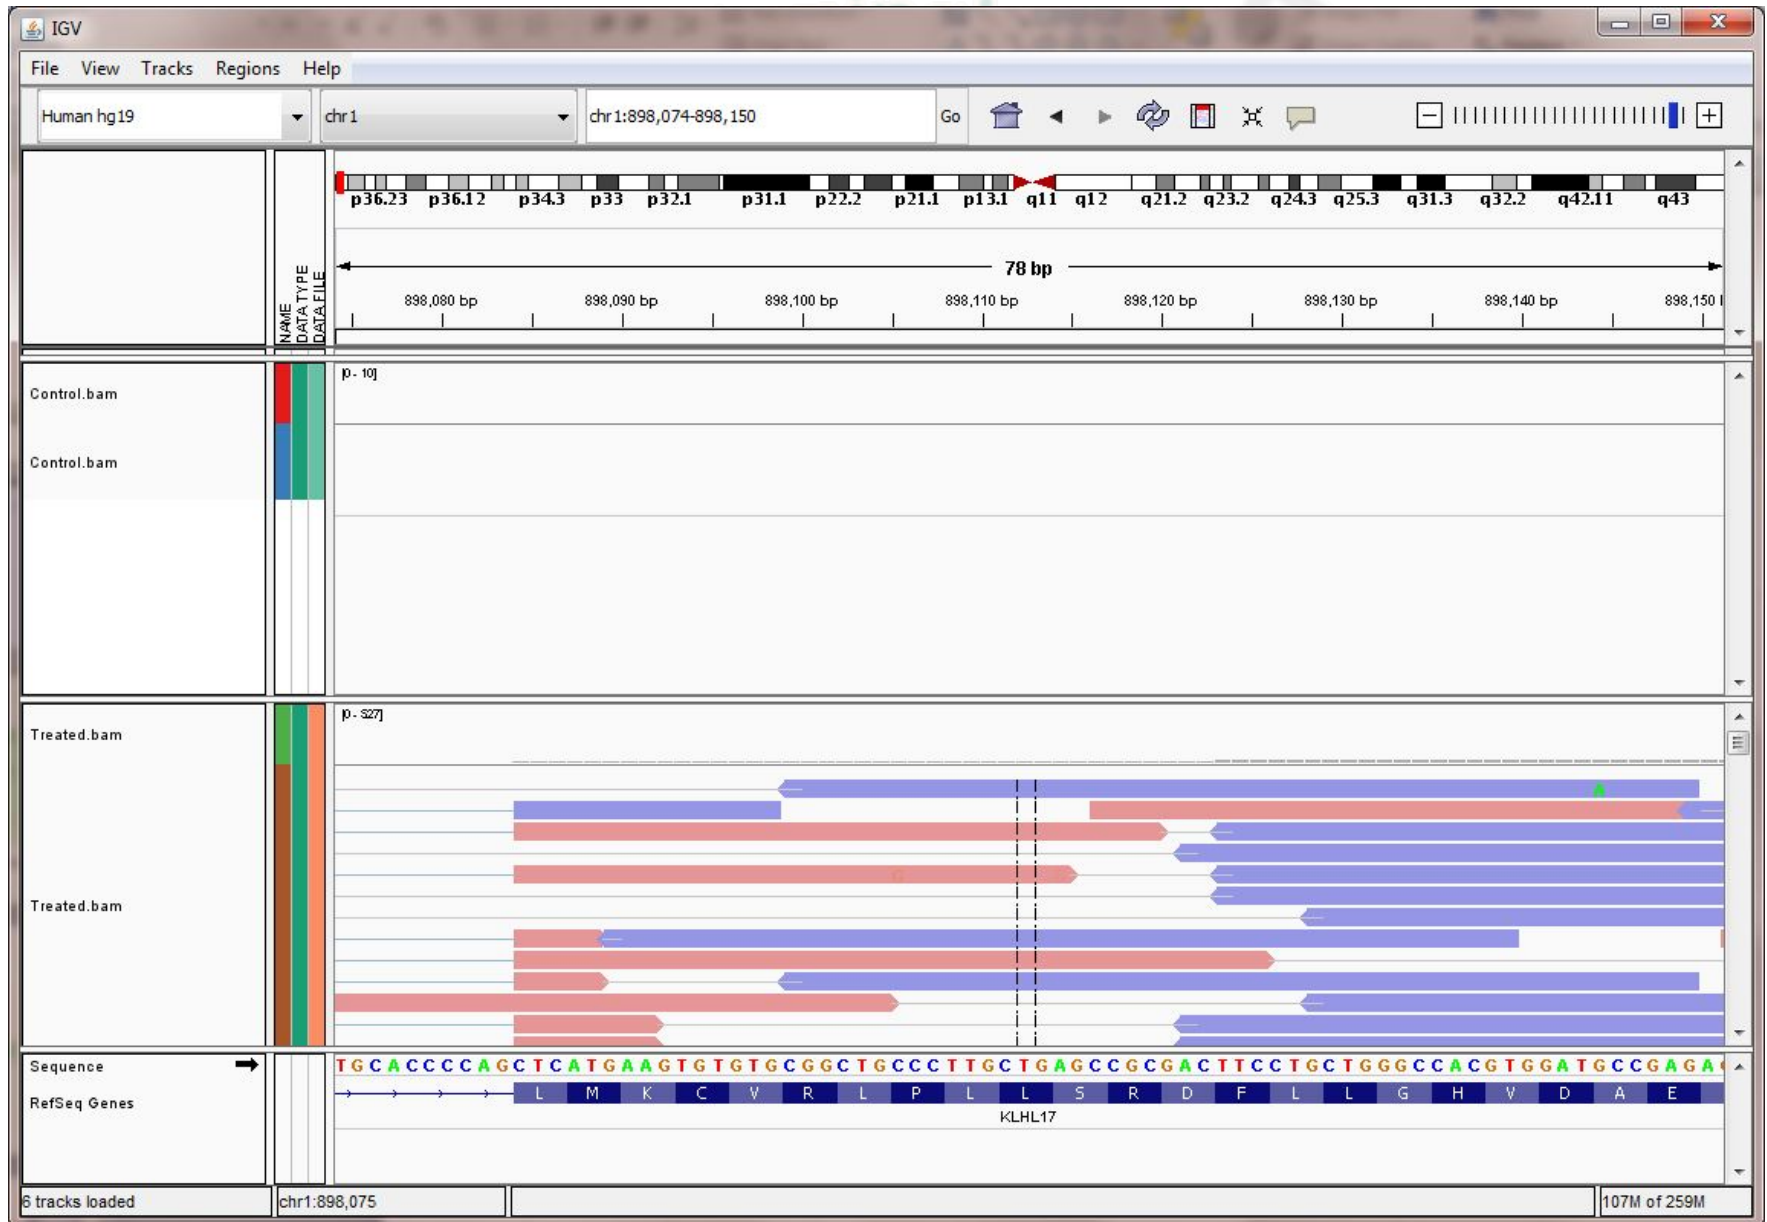 IGV
File View Tracks Regions Help
Human hg19 chr1 chr1:898,074-898,150 Go
p36.23 p36.12 p34.3 p33 p32.1 p31.1 p22.2 p21.1 p13.1 q11 q12 q21.2 q23.2 q24.3 q25.3 q31.3 q32.2 q42.11 q43
78 bp
898,080 bp 898,090 bp 898,100 bp 898,110 bp 898,120 bp 898,130 bp 898,140 bp 898,150
NAME
DATA TYPE
DATA FILE
[0 - 10]
Control.bam
Control.bam
[0 - 527]
Treated.bam
A
G
Treated.bam
Sequence TGCACCCCAGCTCATGAAGTGTGTGCGGCTGCCCTTGCTGAGCCGCGACTTCCTGCTGGGCCACGTGGATGCCGAGA
RefSeq Genes L M K C V R L P L L S R D F L L G H V D A E
KLHL17
6 tracks loaded chr1:898,075 107M of 259M